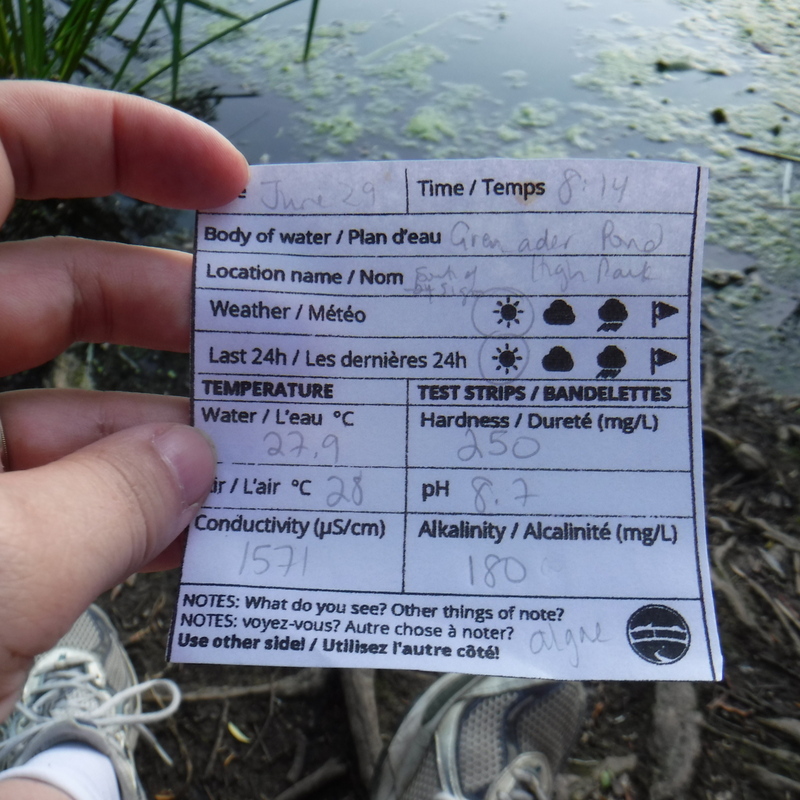 June 29 Time / Temps 8:14
Body of water / Plan d'eau Grenader Pond
Location name / Nom High Park
Weather / Météo
Last 24h / Les dernières 24h
TEMPERATURE TEST STRIPS / BANDELETTES
Water / L'eau °C Hardness / Dureté (mg/L)
27.9 250
ir / L'air °C 28 pH 8.7
Conductivity (µS/cm) Alkalinity / Alcalinité (mg/L)
1571 180
NOTES: What do you see? Other things of note?
NOTES: voyez-vous? Autre chose à noter?
Use other side! / Utilisez l'autre côté!
algae